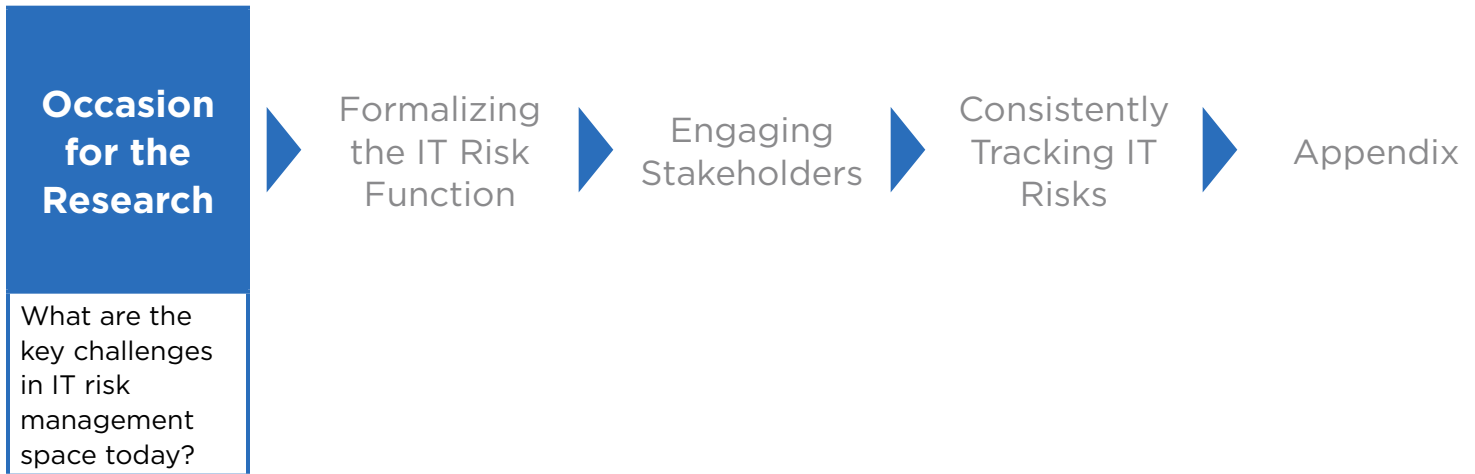 Occasion
for the
Research
What are the
key challenges
in IT risk
management
space today?
Formalizing
the IT Risk
Function
Engaging
Stakeholders
Consistently
Tracking IT
Risks
Appendix